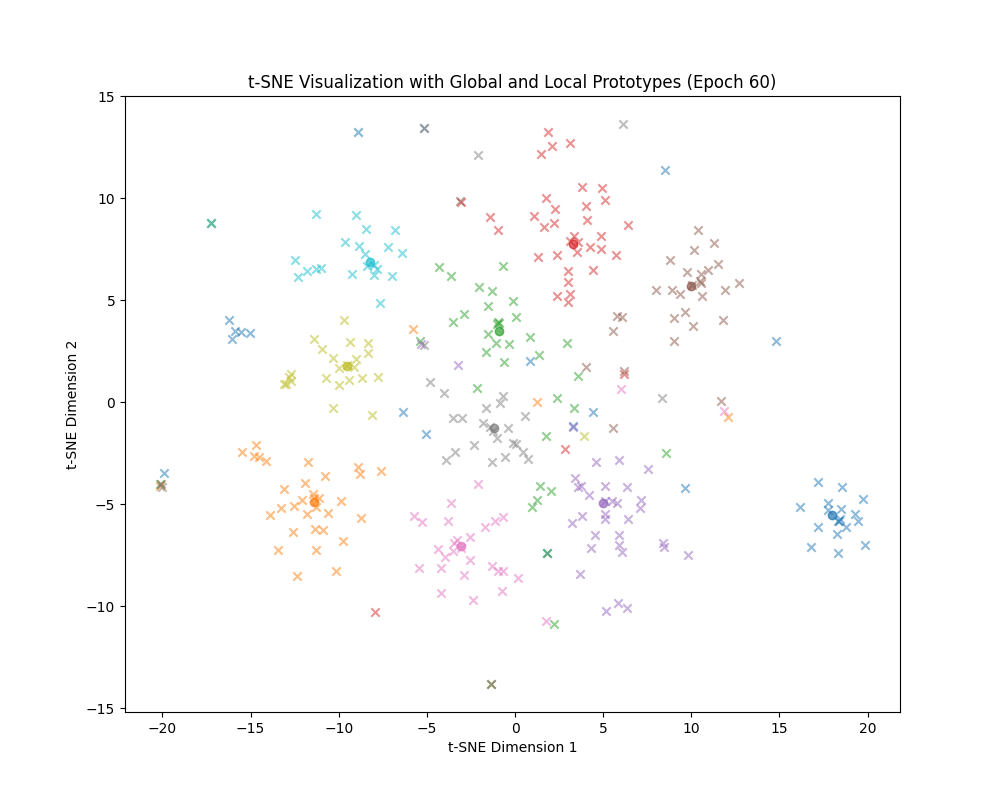 t-SNE Visualization with Global and Local Prototypes (Epoch 60)
15
10
5
0
−5
−10
−15
t-SNE Dimension 2
−20 −15 −10 −5 0 5 10 15 20
t-SNE Dimension 1